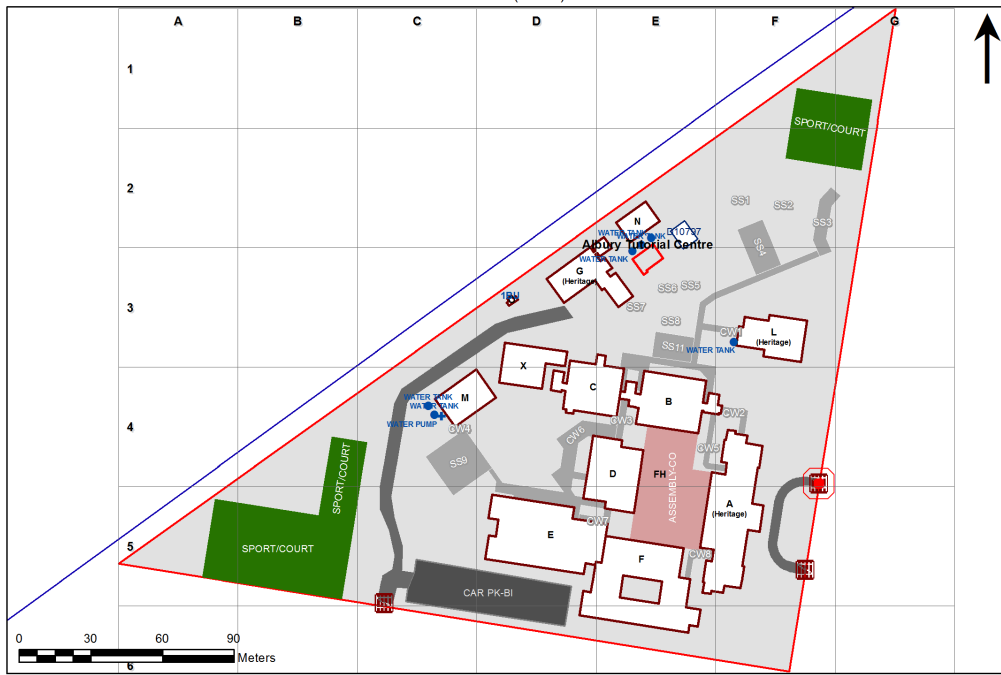 A
B
C
D
E
F
G
1
SPORT/COURT
2
SS1
SS2
SS3
N
WATER TANK
WATER TANK
B10797
Albury Tutorial Centre
SS4
WATER TANK
G
(Heritage)
SS6
SS5
3
SS7
SS8
CW1
L
(Heritage)
SS11
WATER TANK
X
C
B
M
WATER TANK
WATER TANK
WATER PUMP
CW4
4
CW3
CW2
CW6
CW5
SS9
D
FH
ASSEMBLY-CO
A
(Heritage)
SPORT/COURT
CW7
E
5
SPORT/COURT
F
CW8
CAR PK-BI
0
30
60
90
Meters
6